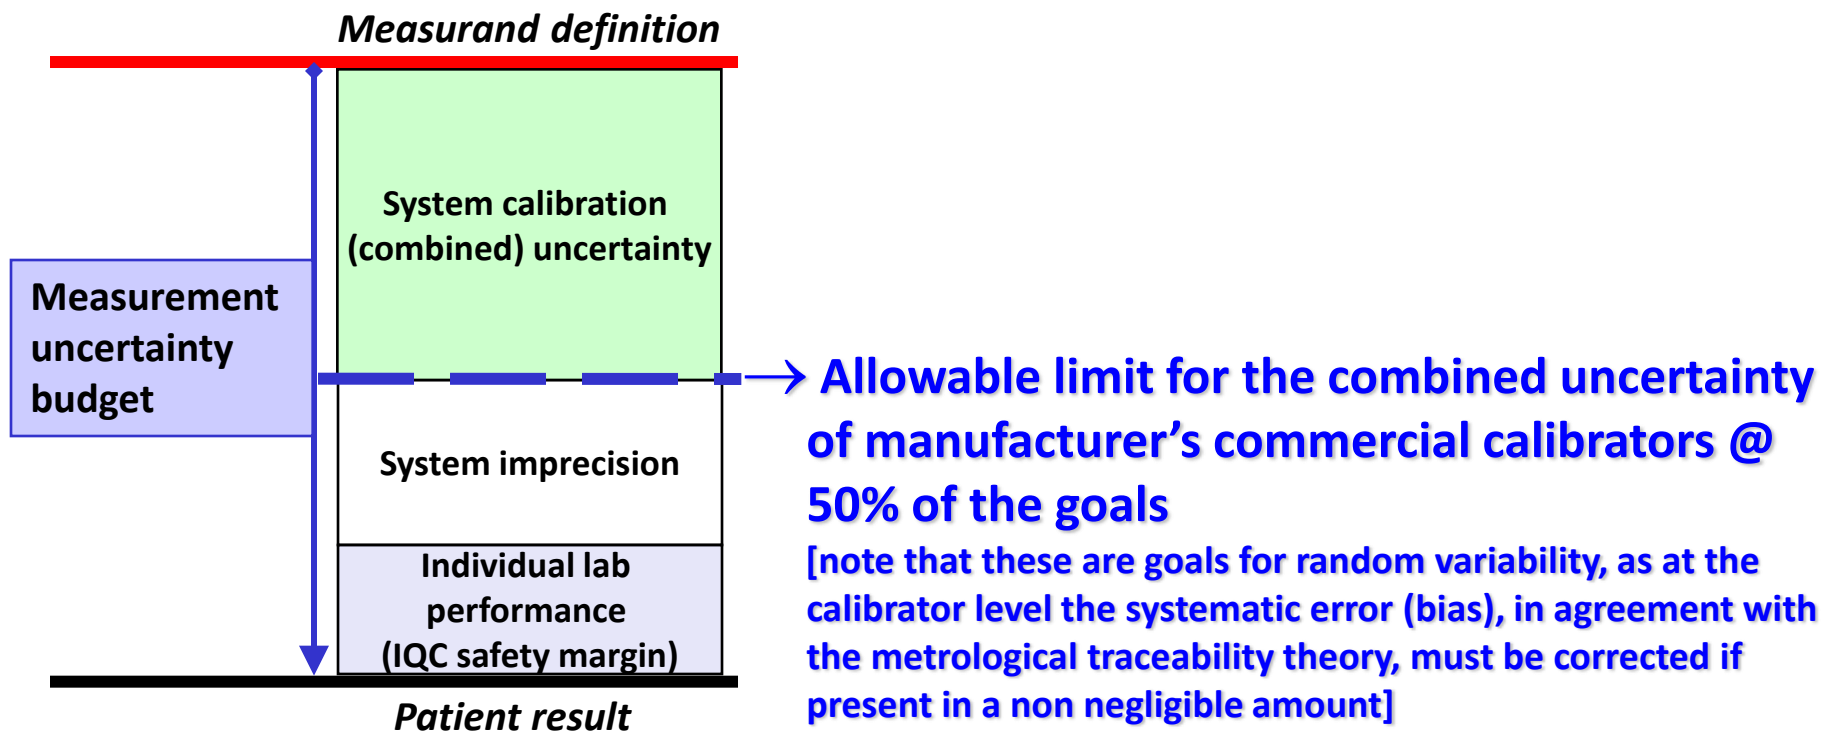 Measurand definition
System calibration
(combined) uncertainty
Measurement
uncertainty
budget
→ Allowable limit for the combined uncertainty
of manufacturer’s commercial calibrators @
50% of the goals
[note that these are goals for random variability, as at the
calibrator level the systematic error (bias), in agreement with
the metrological traceability theory, must be corrected if
present in a non negligible amount]
System imprecision
Individual lab
performance
(IQC safety margin)
Patient result